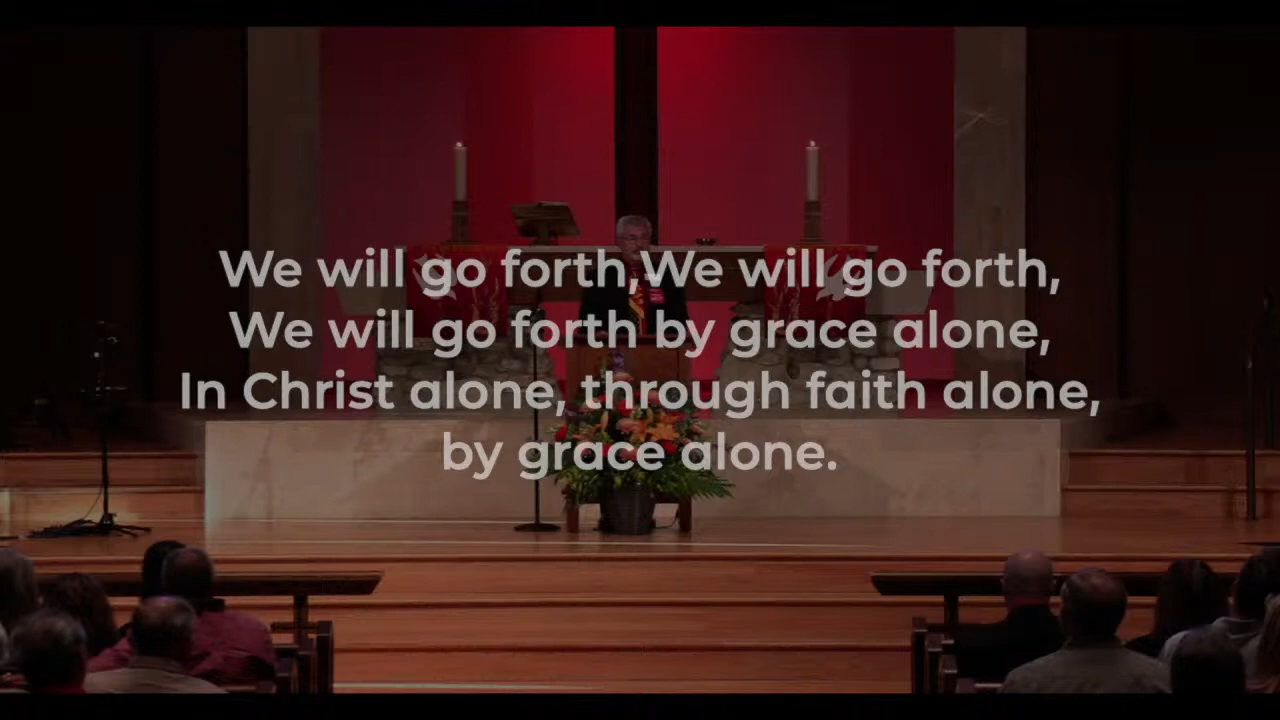 We will go forth,We will go forth,
We will go forth by grace alone,
In Christ alone, through faith alone,
by grace alone.